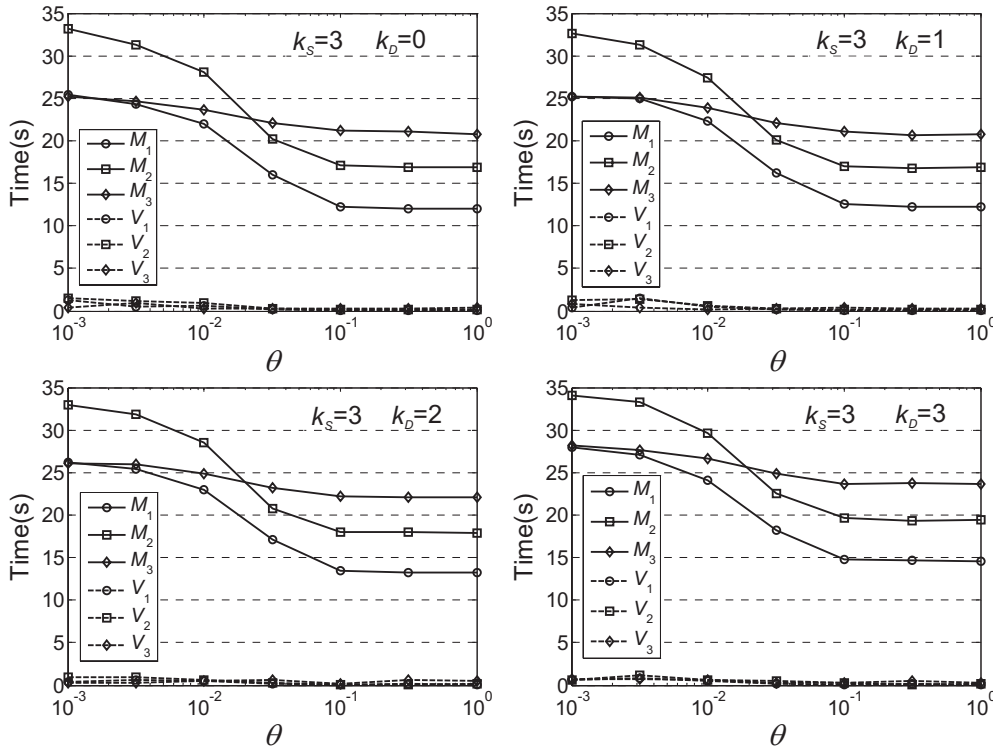 35
30
25
20
15
10
5
0
Time(s)
k_S=3 k_D=0
M_1
M_2
M_3
V_1
V_2
V_3
10^-3 10^-2 10^-1 10^0
θ
35
30
25
20
15
10
5
0
Time(s)
k_S=3 k_D=1
M_1
M_2
M_3
V_1
V_2
V_3
10^-3 10^-2 10^-1 10^0
θ
35
30
25
20
15
10
5
0
Time(s)
k_S=3 k_D=2
M_1
M_2
M_3
V_1
V_2
V_3
10^-3 10^-2 10^-1 10^0
θ
35
30
25
20
15
10
5
0
Time(s)
k_S=3 k_D=3
M_1
M_2
M_3
V_1
V_2
V_3
10^-3 10^-2 10^-1 10^0
θ